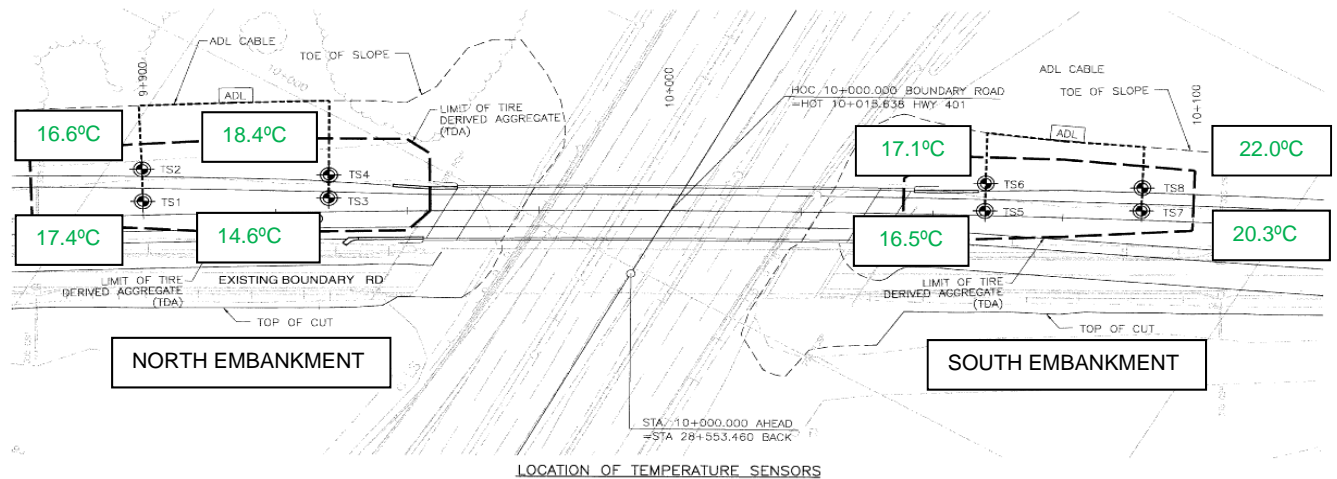 ADL CABLE
TOE OF SLOPE
9+900
ADL
10+000
LIMIT OF TIRE
DERIVED AGGREGATE
(TDA)
16.6ºC
18.4ºC
TS2
TS4
TS1
TS3
17.4ºC
14.6ºC
LIMIT OF TIRE
DERIVED AGGREGATE
(TDA)
EXISTING BOUNDARY RD
TOP OF CUT
NORTH EMBANKMENT
10+000
HOC 10+000.000 BOUNDARY ROAD
=HOT 10+015.638 HWY 401
ADL CABLE
TOE OF SLOPE
10+100
ADL
17.1ºC
22.0ºC
TS6
TS8
TS5
TS7
16.5ºC
20.3ºC
LIMIT OF TIRE
DERIVED AGGREGATE
(TDA)
TOP OF CUT
SOUTH EMBANKMENT
STA. 10+000.000 AHEAD
=STA 28+553.460 BACK
LOCATION OF TEMPERATURE SENSORS